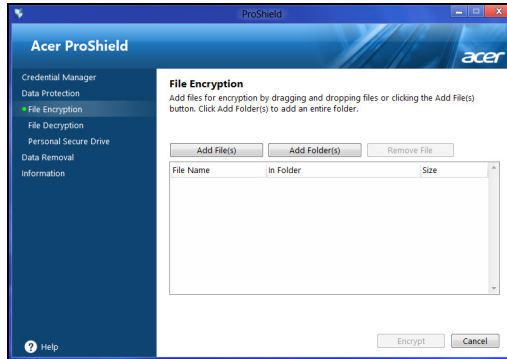 ProShield
Acer ProShield
acer
Credential Manager
Data Protection
File Encryption
File Decryption
Personal Secure Drive
Data Removal
Information
File Encryption
Add files for encryption by dragging and dropping files or clicking the Add File(s)
button. Click Add Folder(s) to add an entire folder.
Add File(s) Add Folder(s) Remove File
File Name In Folder Size
Help
Encrypt Cancel